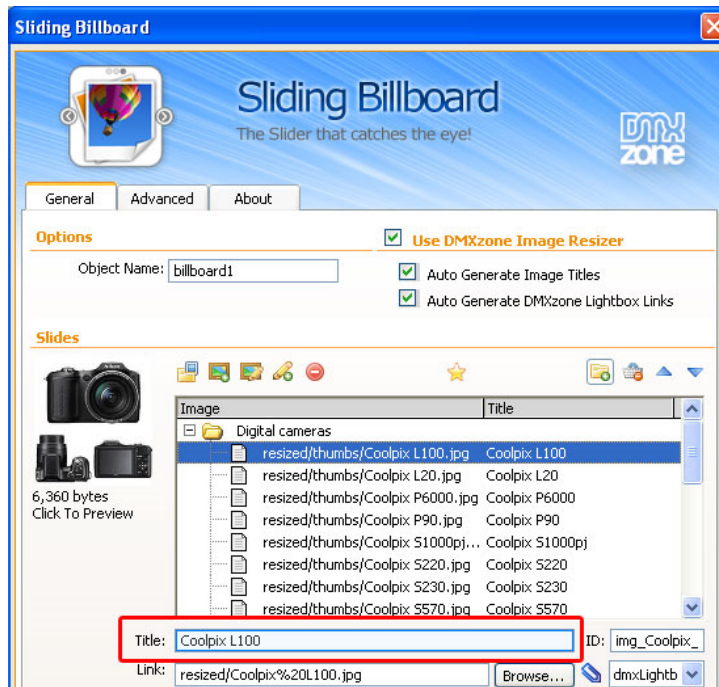 Sliding Billboard
Sliding Billboard
The Slider that catches the eye!
DMX
zone
General Advanced About
Options
Use DMXzone Image Resizer
Object Name: billboard1
Auto Generate Image Titles
Auto Generate DMXzone Lightbox Links
Slides
Image Title
Digital cameras
resized/thumbs/Coolpix L100.jpg Coolpix L100
resized/thumbs/Coolpix L20.jpg Coolpix L20
resized/thumbs/Coolpix P6000.jpg Coolpix P6000
resized/thumbs/Coolpix P90.jpg Coolpix P90
resized/thumbs/Coolpix S1000pj... Coolpix S1000pj
resized/thumbs/Coolpix S220.jpg Coolpix S220
resized/thumbs/Coolpix S230.jpg Coolpix S230
resized/thumbs/Coolpix S570.jpg Coolpix S570
6,360 bytes
Click To Preview
Title: Coolpix L100 ID: img_Coolpix_
Link: resized/Coolpix%20L100.jpg Browse... dmxLightb